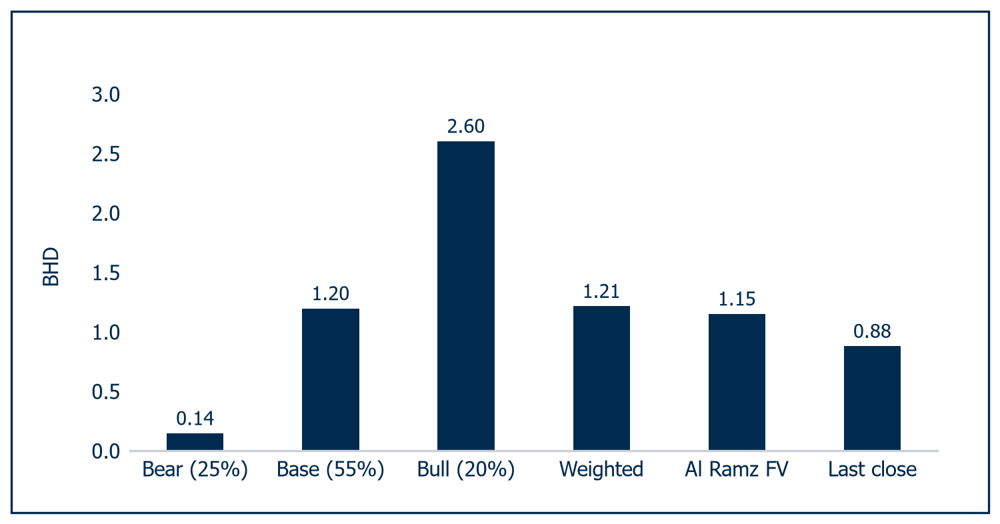 BHD
3.0
2.5
2.0
1.5
1.0
0.5
0.0
0.14
1.20
2.60
1.21
1.15
0.88
Bear (25%)
Base (55%)
Bull (20%)
Weighted
Al Ramz FV
Last close